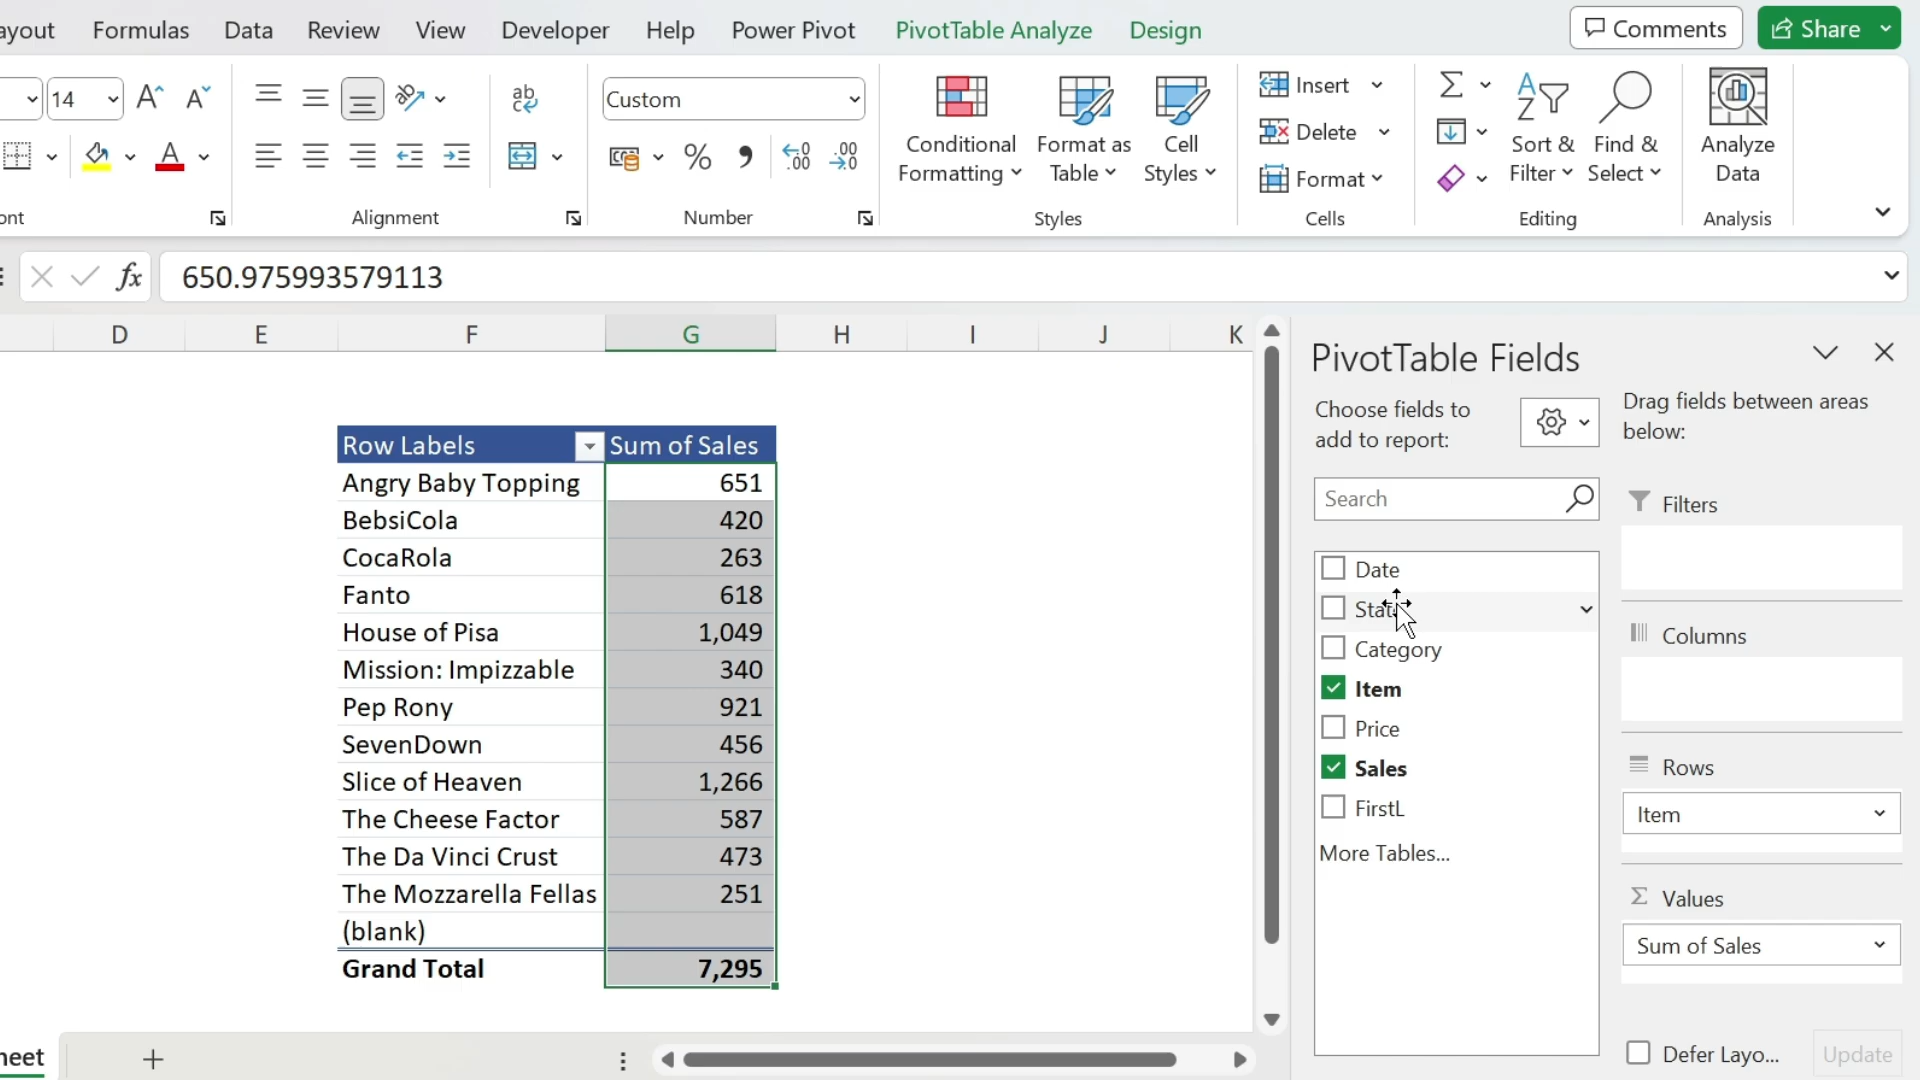 ayout Formulas Data Review View Developer Help Power Pivot PivotTable Analyze Design Comments Share
14 Custom Insert
Delete
Format
Conditional
Formatting
Format as
Table
Cell
Styles
Sort &
Filter
Find &
Select
Analyze
Data
ont Alignment Number Styles Cells Editing Analysis
fx 650.975993579113
D E F G H I J K
Row Labels Sum of Sales
Angry Baby Topping 651
BebsiCola 420
CocaRola 263
Fanto 618
House of Pisa 1,049
Mission: Impizzable 340
Pep Rony 921
SevenDown 456
Slice of Heaven 1,266
The Cheese Factor 587
The Da Vinci Crust 473
The Mozzarella Fellas 251
(blank)
Grand Total 7,295
heet
PivotTable Fields
Choose fields to
add to report:
Search
Date
Stat
Category
Item
Price
Sales
FirstL
More Tables...
Drag fields between areas
below:
Filters
Columns
Rows
Item
Values
Sum of Sales
Defer Layo... Update